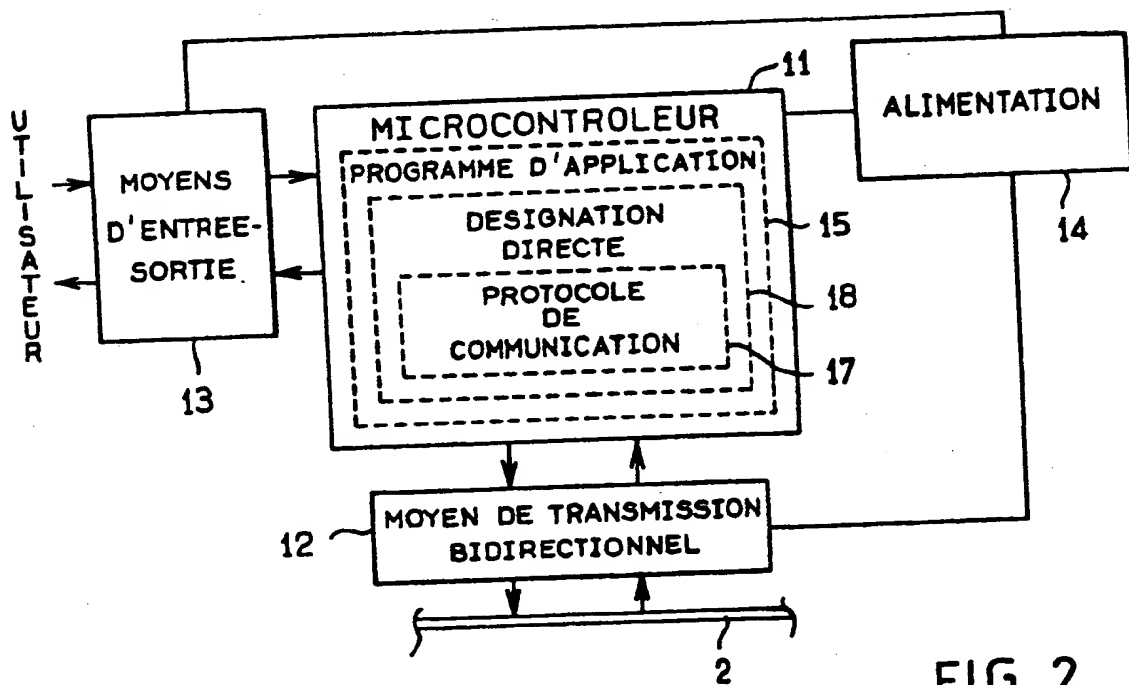 11
MICROCONTROLEUR
ALIMENTATION
14
UTILISATEUR
MOYENS
D'ENTREE-
SORTIE
13
PROGRAMME D'APPLICATION
15
DESIGNATION
DIRECTE
18
PROTOCOLE
DE
COMMUNICATION
17
12
MOYEN DE TRANSMISSION
BIDIRECTIONNEL
2
FIG. 2